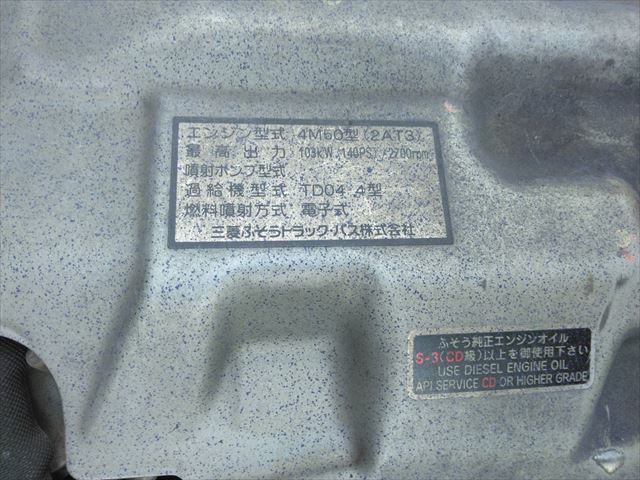 エンジン型式 4M50型(2AT3)
最高出力 103kW(140PS)/2700rpm
噴射ポンプ型式
過給機型式 TD04 4型
燃料噴射方式 電子式
三菱ふそうトラック・バス株式会社
ふそう純正エンジンオイル
S-3(CD級)以上を御使用下さい
USE DIESEL ENGINE OIL
API SERVICE CD OR HIGHER GRADE